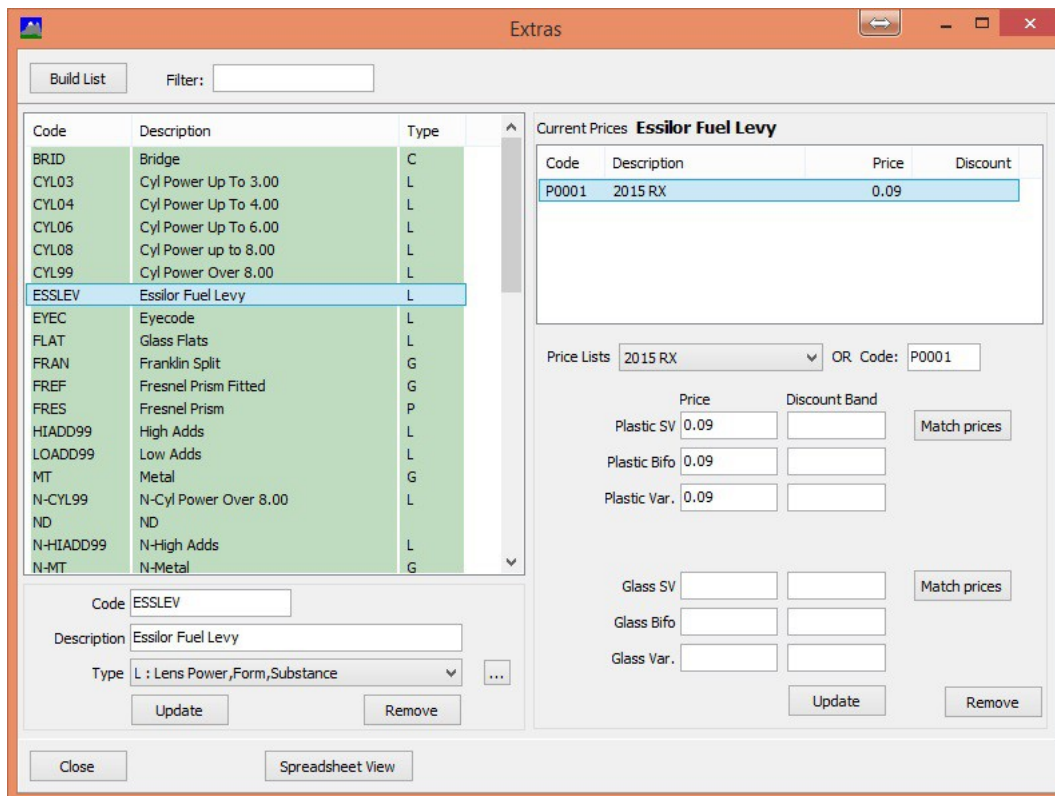 Extras
Build List Filter:
Code Description Type
BRID Bridge C
CYL03 Cyl Power Up To 3.00 L
CYL04 Cyl Power Up To 4.00 L
CYL06 Cyl Power Up To 6.00 L
CYL08 Cyl Power up to 8.00 L
CYL99 Cyl Power Over 8.00 L
ESSLEV Essilor Fuel Levy L
EYEC Eyecode L
FLAT Glass Flats L
FRAN Franklin Split G
FREF Fresnel Prism Fitted G
FRES Fresnel Prism P
HIADD99 High Adds L
LOADD99 Low Adds L
MT Metal G
N-CYL99 N-Cyl Power Over 8.00 L
ND ND
N-HIADD99 N-High Adds L
N-MT N-Metal G
Code ESSLEV
Description Essilor Fuel Levy
Type L : Lens Power,Form,Substance ...
Update Remove
Current Prices Essilor Fuel Levy
Code Description Price Discount
P0001 2015 RX 0.09
Price Lists 2015 RX OR Code: P0001
Price Discount Band
Plastic SV 0.09 Match prices
Plastic Bifo 0.09
Plastic Var. 0.09
Glass SV Match prices
Glass Bifo
Glass Var.
Update Remove
Close Spreadsheet View